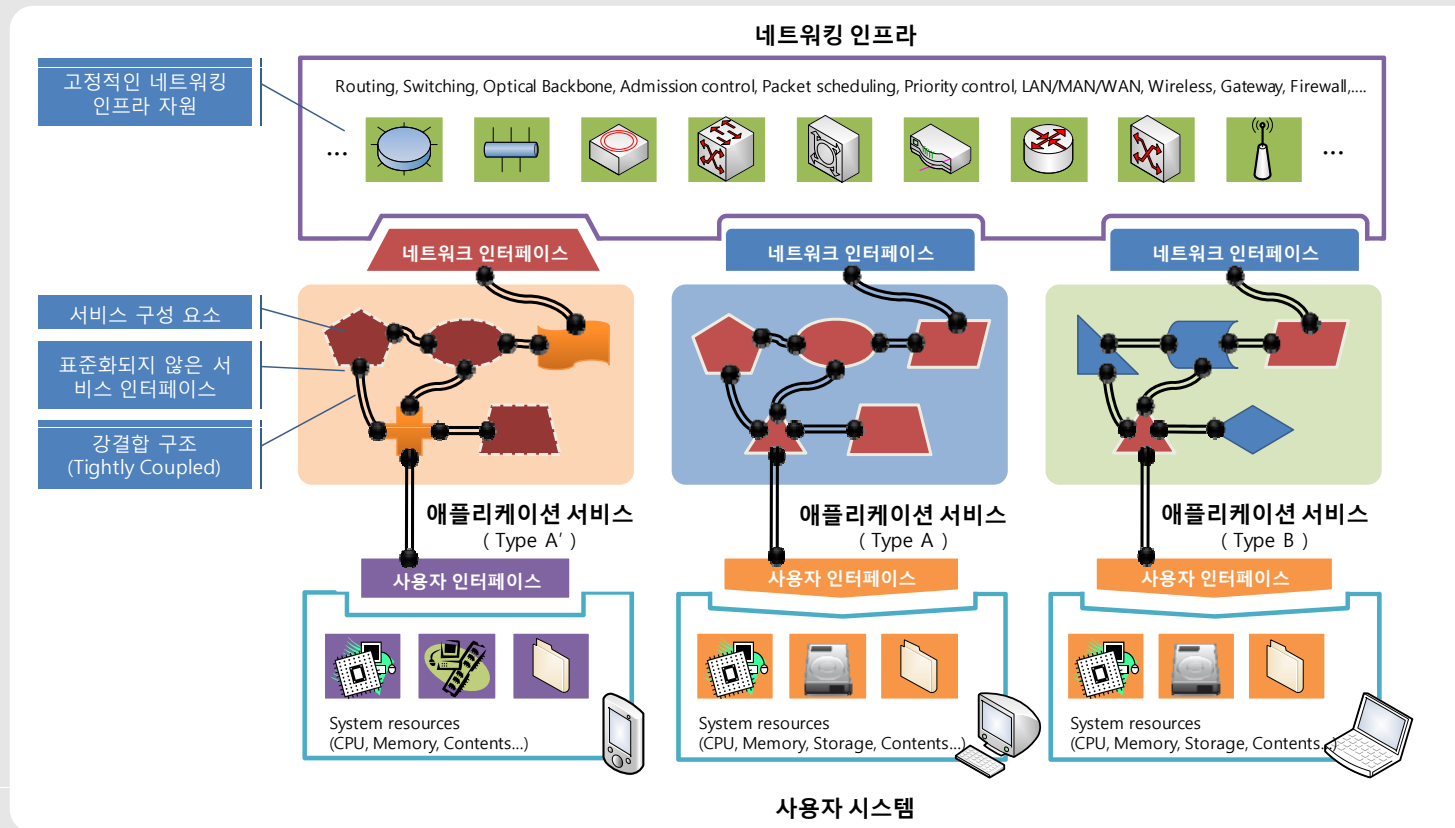 네트워킹 인프라
고정적인 네트워킹
인프라 자원
Routing, Switching, Optical Backbone, Admission control, Packet scheduling, Priority control, LAN/MAN/WAN, Wireless, Gateway, Firewall,....
...
...
네트워크 인터페이스
네트워크 인터페이스
네트워크 인터페이스
서비스 구성 요소
표준화되지 않은 서
비스 인터페이스
강결합 구조
(Tightly Coupled)
애플리케이션 서비스
( Type A' )
애플리케이션 서비스
( Type A )
애플리케이션 서비스
( Type B )
사용자 인터페이스
사용자 인터페이스
사용자 인터페이스
System resources
(CPU, Memory, Contents...)
System resources
(CPU, Memory, Storage, Contents...)
System resources
(CPU, Memory, Storage, Contents...)
사용자 시스템